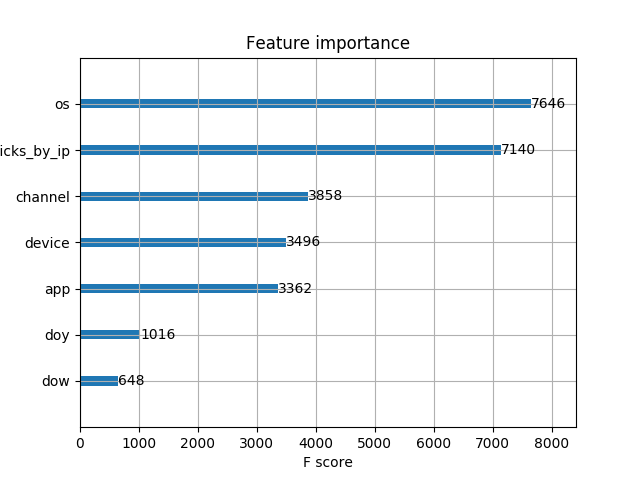 Feature importance
os 7646
icks_by_ip 7140
channel 3858
device 3496
app 3362
doy 1016
dow 648
0 1000 2000 3000 4000 5000 6000 7000 8000
F score